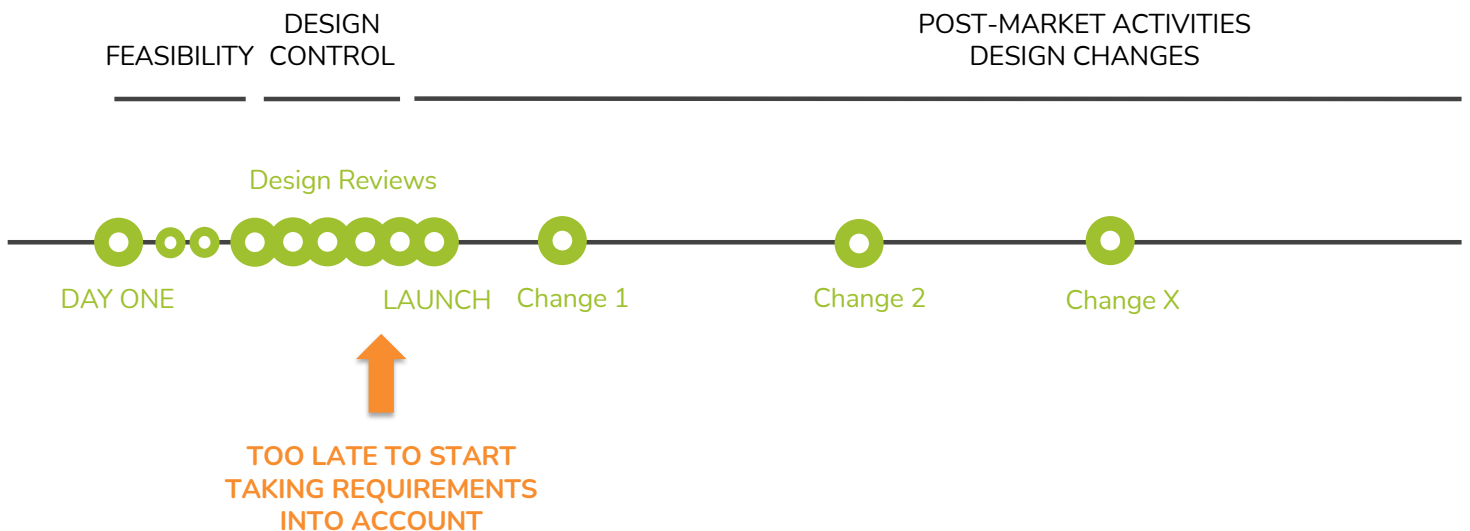 FEASIBILITY
DESIGN
CONTROL
POST-MARKET ACTIVITIES
DESIGN CHANGES
Design Reviews
DAY ONE
LAUNCH
Change 1
Change 2
Change X
TOO LATE TO START
TAKING REQUIREMENTS
INTO ACCOUNT